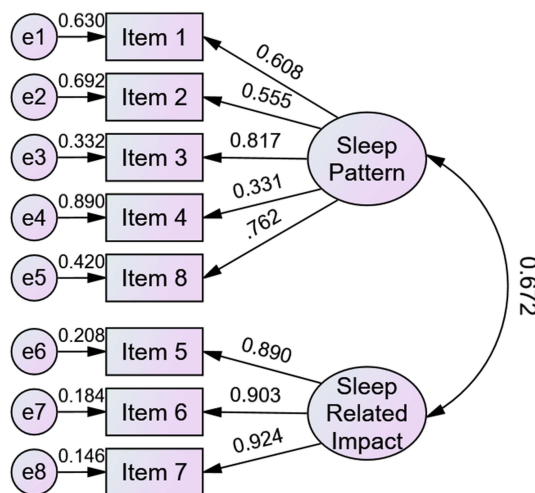 e1 0.630 Item 1 0.608
e2 0.692 Item 2 0.555
e3 0.332 Item 3 0.817
Sleep
Pattern
e4 0.890 Item 4 0.331
e5 0.420 Item 8 .762
0.672
e6 0.208 Item 5 0.890
e7 0.184 Item 6 0.903
Sleep
Related
Impact
e8 0.146 Item 7 0.924